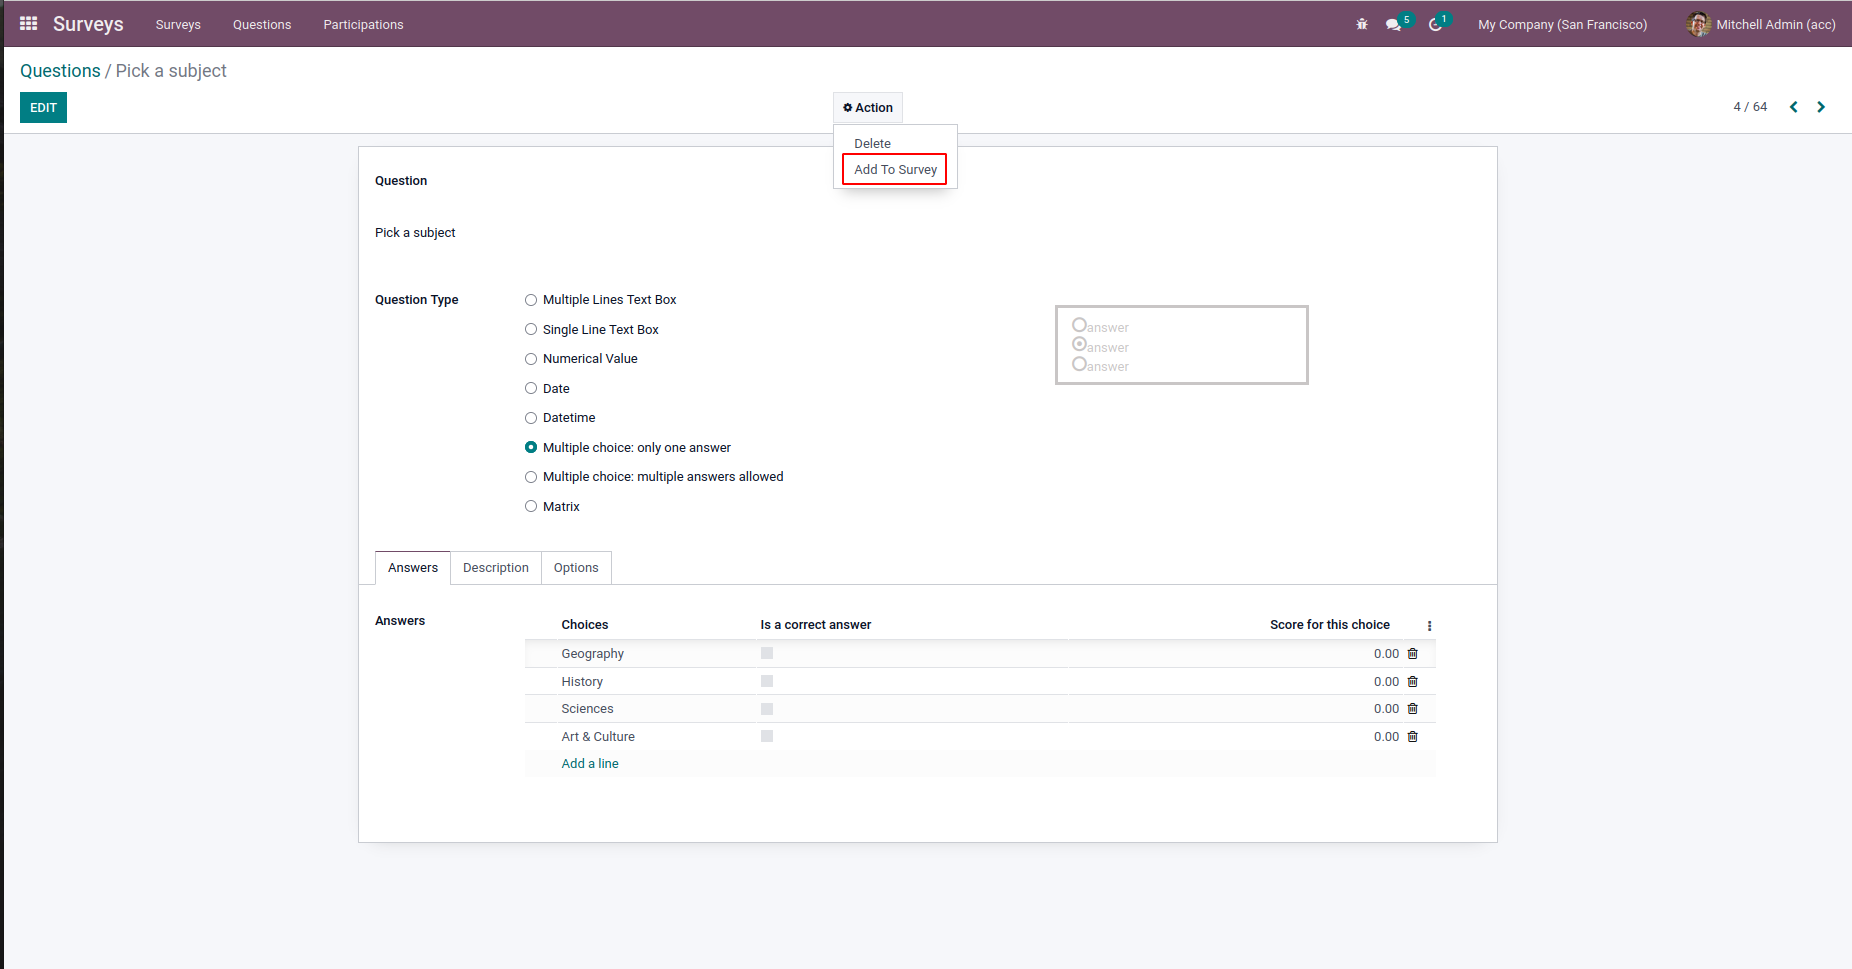 Surveys Surveys Questions Participations 5 1 My Company (San Francisco) Mitchell Admin (acc)
Questions / Pick a subject
EDIT Action 4 / 64
Delete
Add To Survey
Question
Pick a subject
Question Type
Multiple Lines Text Box
Single Line Text Box
Numerical Value
Date
Datetime
Multiple choice: only one answer
Multiple choice: multiple answers allowed
Matrix
answer
answer
answer
Answers Description Options
Answers
Choices Is a correct answer Score for this choice
Geography 0.00
History 0.00
Sciences 0.00
Art & Culture 0.00
Add a line